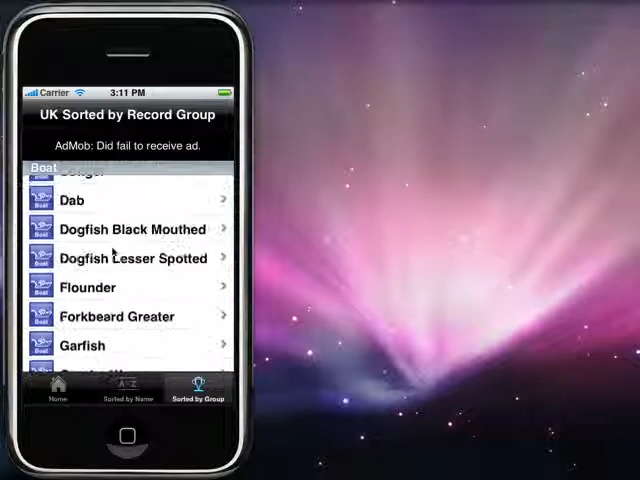 Carrier 3:11 PM
UK Sorted by Record Group
AdMob: Did fail to receive ad.
Boat
Conger
Boat Dab
Boat Dogfish Black Mouthed
Boat Dogfish Lesser Spotted
Boat Flounder
Boat Forkbeard Greater
Boat Garfish
Home Sorted by Name Sorted by Group